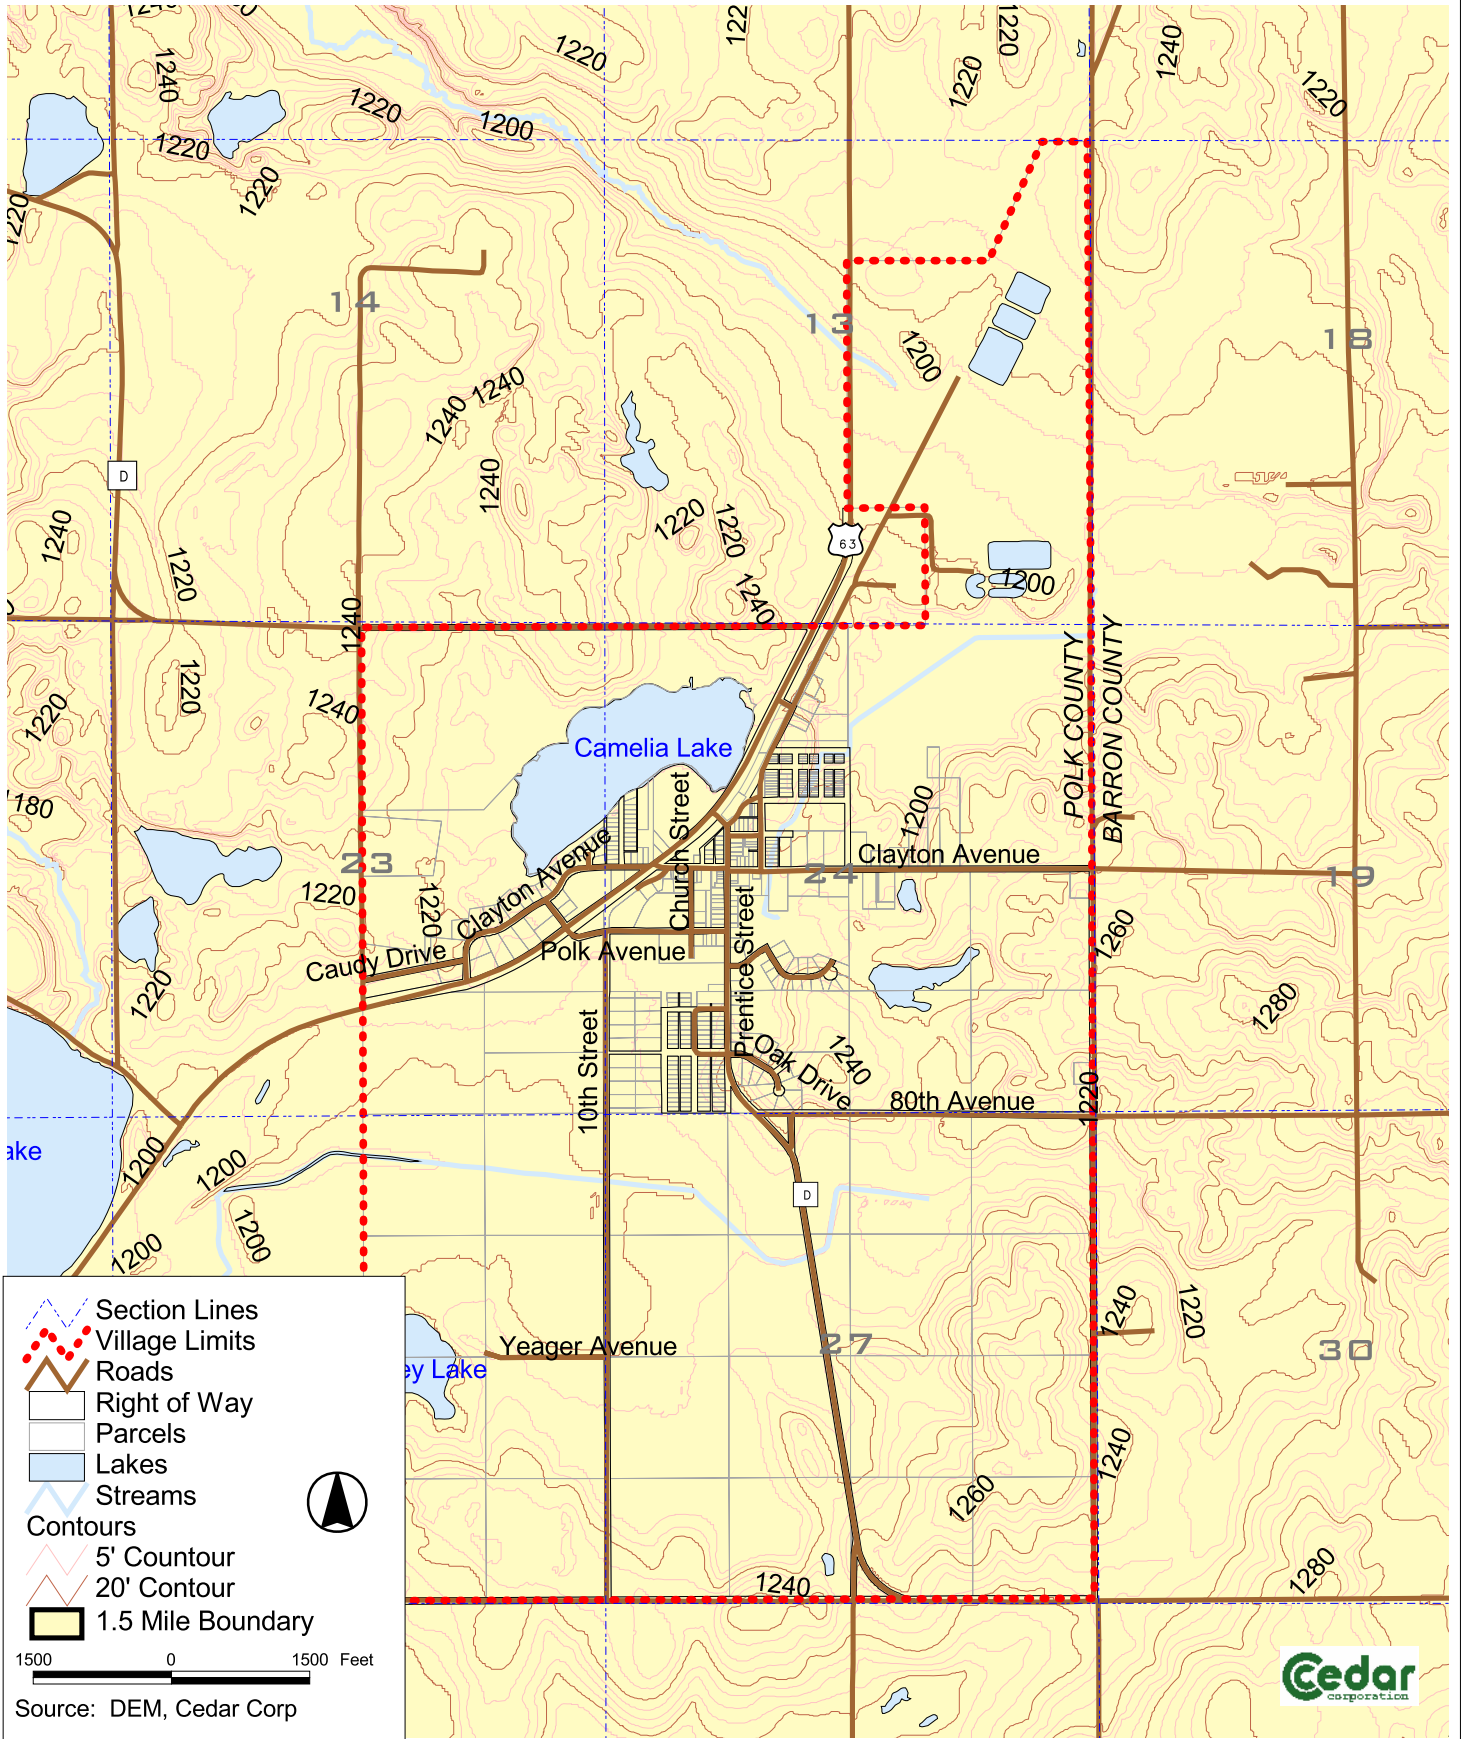 1240
1240
1220
1220
1220
1220
1200
1220
1220
1220
1240
1220
1220
14
13
18
1200
1240
1240
1240
D
1240
1220
1220
1220
63
1240
1240
1200
1220
1240
1220
POLK COUNTY
BARRON COUNTY
Camelia Lake
1180
Church Street
1200
23
Clayton Avenue
Clayton Avenue
24
19
1220
1220
Prentice Street
1260
Polk Avenue
Caudy Drive
1220
1280
10th Street
Oak Drive
1240
80th Avenue
1220
ake
1200
1200
D
1200
1200
Section Lines
Village Limits
Roads
Right of Way
Parcels
Lakes
Streams
Contours
5' Countour
20' Contour
1.5 Mile Boundary
1500 0 1500 Feet
Source: DEM, Cedar Corp
Yeager Avenue
ey Lake
27
1240
1220
30
1240
1260
1240
1280
Cedar
corporation